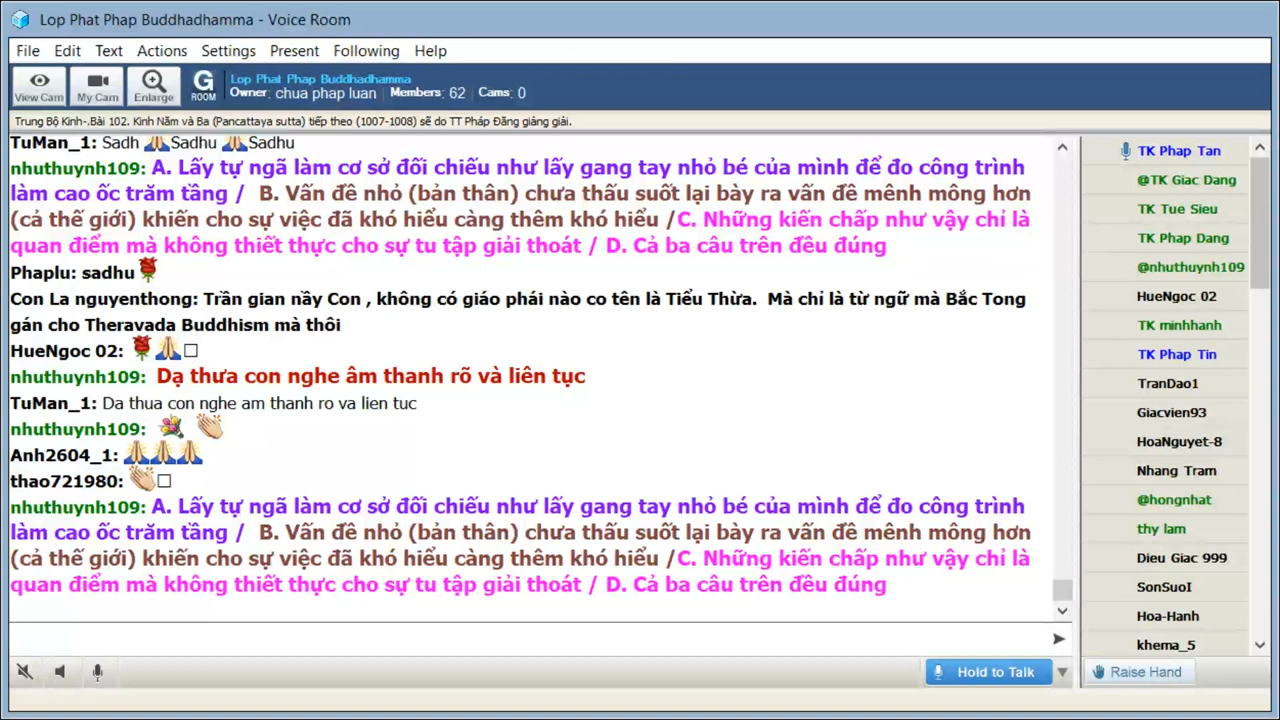 Lop Phat Phap Buddhadhamma - Voice Room
File Edit Text Actions Settings Present Following Help
View Cam My Cam Enlarge G ROOM
Lop Phat Phap Buddhadhamma
Owner: chua phap luan Members: 62 Cams: 0
Trung Bộ Kinh-.Bài 102. Kinh Năm và Ba (Pancattaya sutta) tiếp theo (1007-1008) sẽ do TT Pháp Đăng giảng giải.
TuMan_1: Sadh 🙏Sadhu 🙏Sadhu
nhuthuynh109: A. Lấy tự ngã làm cơ sở đối chiếu như lấy gang tay nhỏ bé của mình để đo công trình
làm cao ốc trăm tầng / B. Vấn đề nhỏ (bản thân) chưa thấu suốt lại bày ra vấn đề mênh mông hơn
(cả thế giới) khiến cho sự việc đã khó hiểu càng thêm khó hiểu /C. Những kiến chấp như vậy chỉ là
quan điểm mà không thiết thực cho sự tu tập giải thoát / D. Cả ba câu trên đều đúng
Phaplu: sadhu🌹
Con La nguyenthong: Trần gian nầy Con , không có giáo phái nào co tên là Tiểu Thừa. Mà chỉ là từ ngữ mà Bắc Tong
gán cho Theravada Buddhism mà thôi
HueNgoc 02: 🌹🙏□
nhuthuynh109: Dạ thưa con nghe âm thanh rõ và liên tục
TuMan_1: Da thua con nghe am thanh ro va lien tuc
nhuthuynh109: 💐 👏
Anh2604_1: 🙏🙏🙏
thao721980: 👏□
nhuthuynh109: A. Lấy tự ngã làm cơ sở đối chiếu như lấy gang tay nhỏ bé của mình để đo công trình
làm cao ốc trăm tầng / B. Vấn đề nhỏ (bản thân) chưa thấu suốt lại bày ra vấn đề mênh mông hơn
(cả thế giới) khiến cho sự việc đã khó hiểu càng thêm khó hiểu /C. Những kiến chấp như vậy chỉ là
quan điểm mà không thiết thực cho sự tu tập giải thoát / D. Cả ba câu trên đều đúng
Hold to Talk
TK Phap Tan
@TK Giac Dang
TK Tue Sieu
TK Phap Dang
@nhuthuynh109
HueNgoc 02
TK minhhanh
TK Phap Tin
TranDao1
Giacvien93
HoaNguyet-8
Nhang Tram
@hongnhat
thy lam
Dieu Giac 999
SonSuoI
Hoa-Hanh
khema_5
Raise Hand